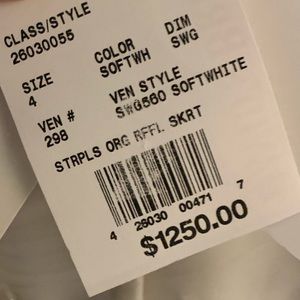 CLASS/STYLE
26030055
COLOR
SOFTWH
DIM
SWG
SIZE
4
VEN STYLE
SWG560 SOFTWHITE
VEN #
298
STRPLS ORG RFFL SKRT
4 26030 00471 7
$1250.00